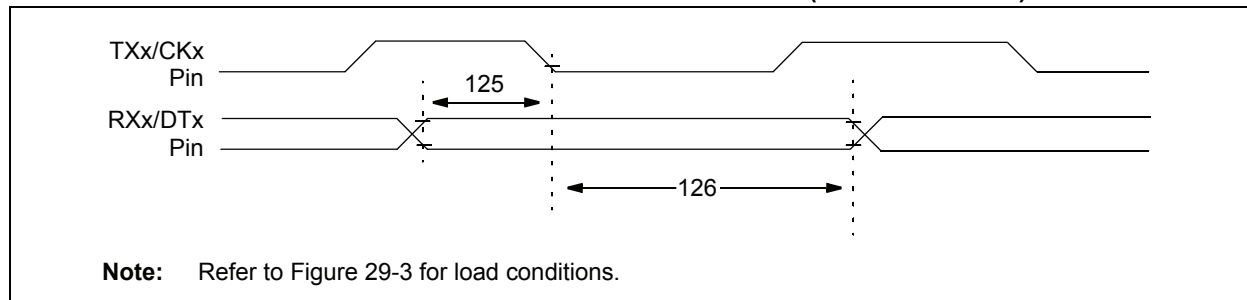 TXx/CKx
Pin
125
RXx/DTx
Pin
126
Note: Refer to Figure 29-3 for load conditions.